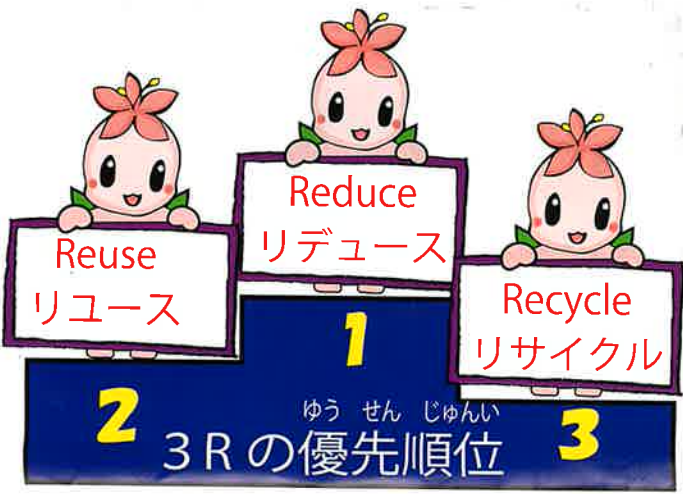 Reduce
リデュース
Reuse
リユース
Recycle
リサイクル
1
2
3
ゆう せん じゅんい
3Rの優先順位